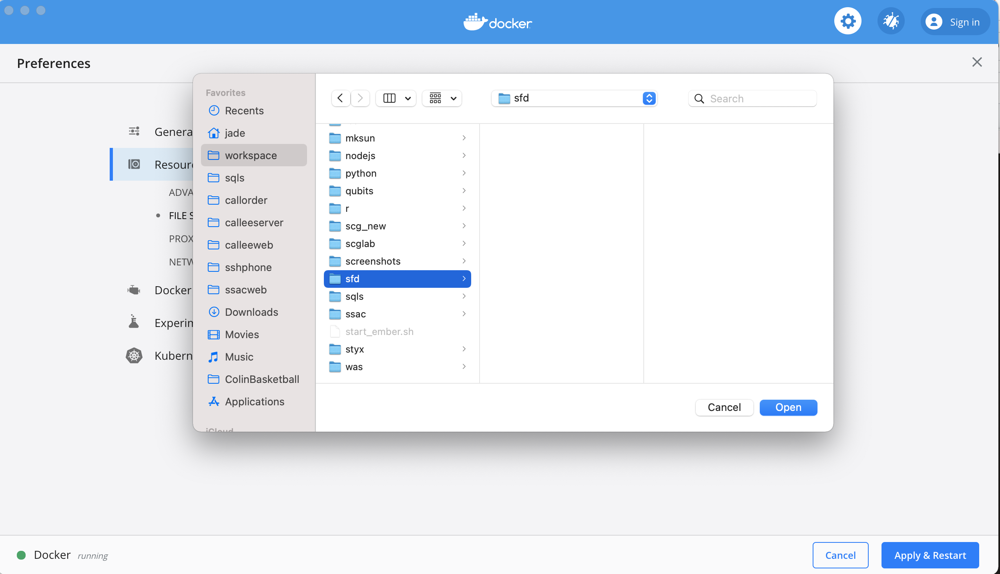 docker
Sign in
Preferences
Genera
Resour
ADVA
FILE S
PROX
NETW
Docker
Experim
Kubern
Favorites
Recents
jade
workspace
sqls
callorder
calleeserver
calleeweb
sshphone
ssacweb
Downloads
Movies
Music
ColinBasketball
Applications
iCloud
sfd
Search
mksun
nodejs
python
qubits
r
scg_new
scglab
screenshots
sfd
sqls
ssac
start_ember.sh
styx
was
Cancel
Open
Docker running
Cancel
Apply & Restart